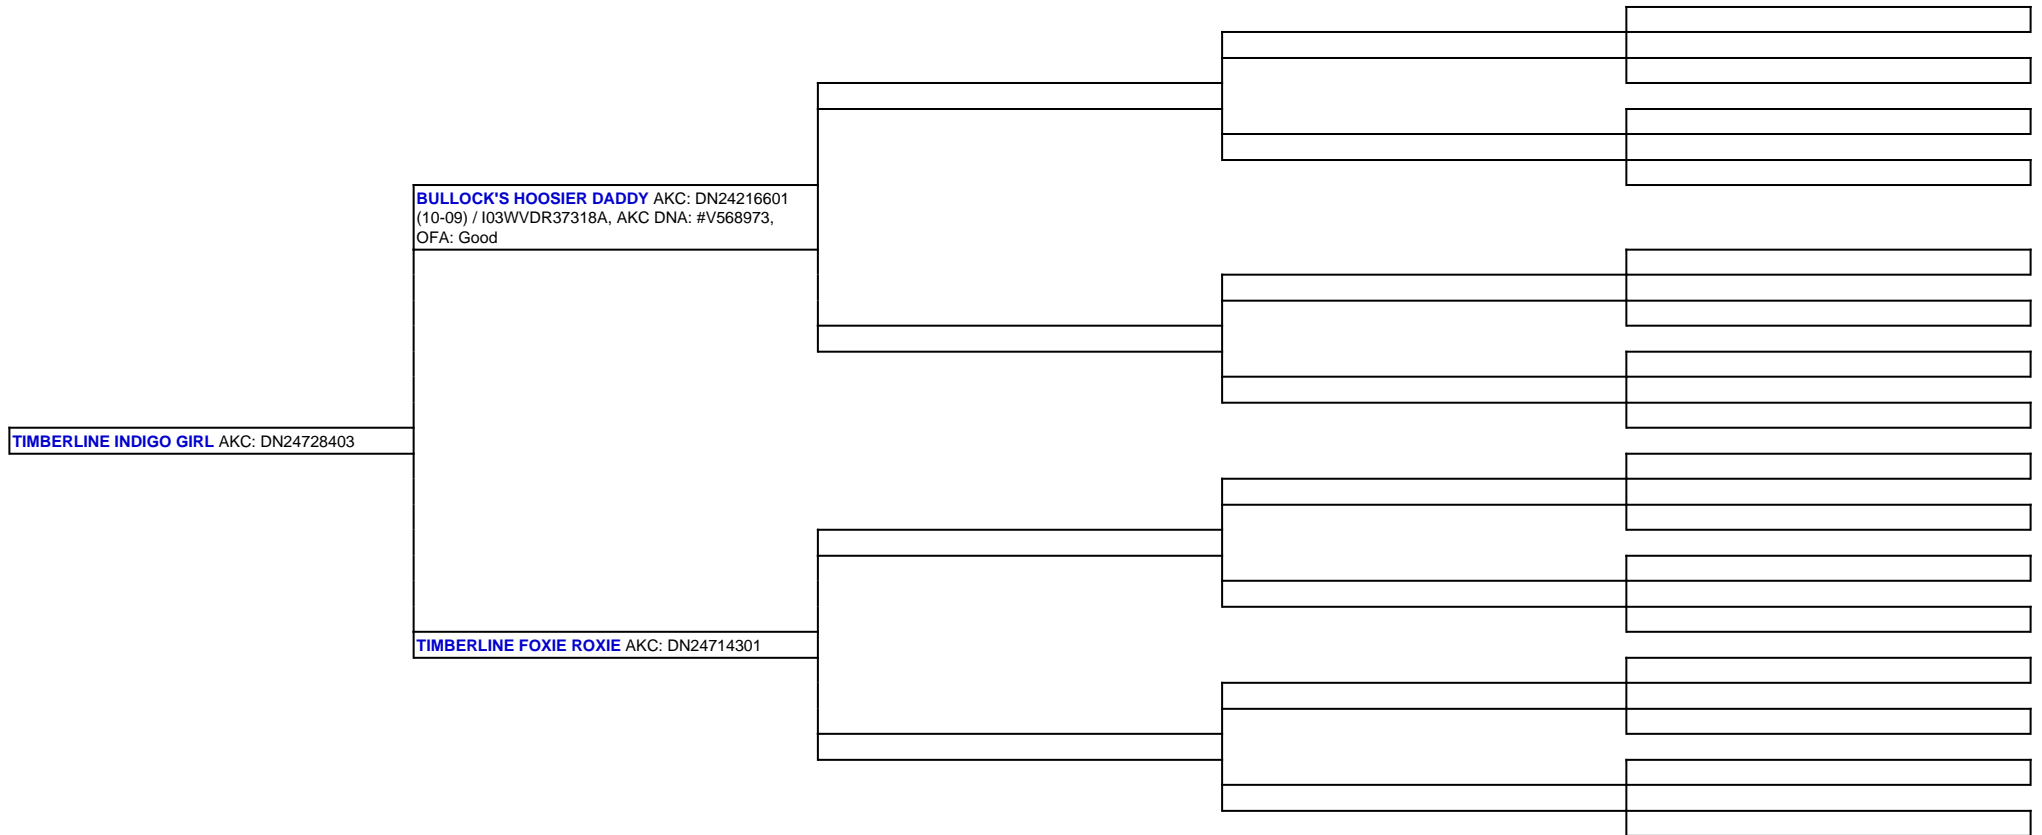 BULLOCK'S HOOSIER DADDY AKC: DN24216601
(10-09) / I03WVDR37318A, AKC DNA: #V568973,
OFA: Good
TIMBERLINE INDIGO GIRL AKC: DN24728403
TIMBERLINE FOXIE ROXIE AKC: DN24714301